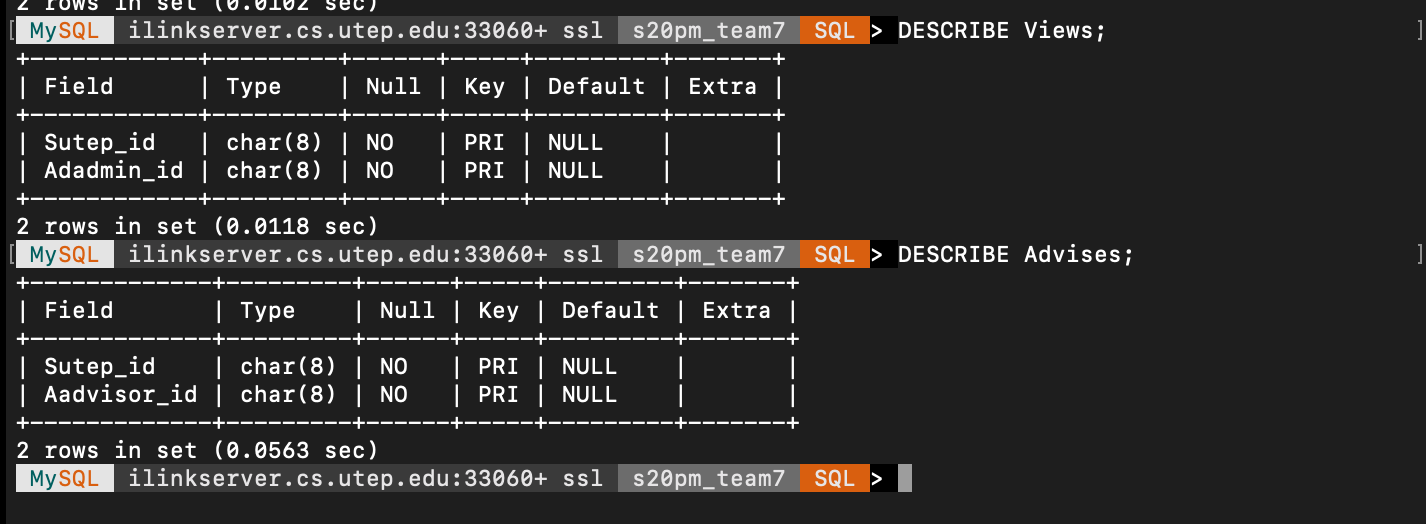 2 rows in set (0.0102 sec)
[ MySQL  ilinkserver.cs.utep.edu:33060+ ssl  s20pm_team7  SQL > DESCRIBE Views; ]
+------------+---------+------+-----+---------+-------+
| Field      | Type    | Null | Key | Default | Extra |
+------------+---------+------+-----+---------+-------+
| Sutep_id   | char(8) | NO   | PRI | NULL    |       |
| Adadmin_id | char(8) | NO   | PRI | NULL    |       |
+------------+---------+------+-----+---------+-------+
2 rows in set (0.0118 sec)
[ MySQL  ilinkserver.cs.utep.edu:33060+ ssl  s20pm_team7  SQL > DESCRIBE Advises; ]
+-------------+---------+------+-----+---------+-------+
| Field       | Type    | Null | Key | Default | Extra |
+-------------+---------+------+-----+---------+-------+
| Sutep_id    | char(8) | NO   | PRI | NULL    |       |
| Aadvisor_id | char(8) | NO   | PRI | NULL    |       |
+-------------+---------+------+-----+---------+-------+
2 rows in set (0.0563 sec)
MySQL  ilinkserver.cs.utep.edu:33060+ ssl  s20pm_team7  SQL >